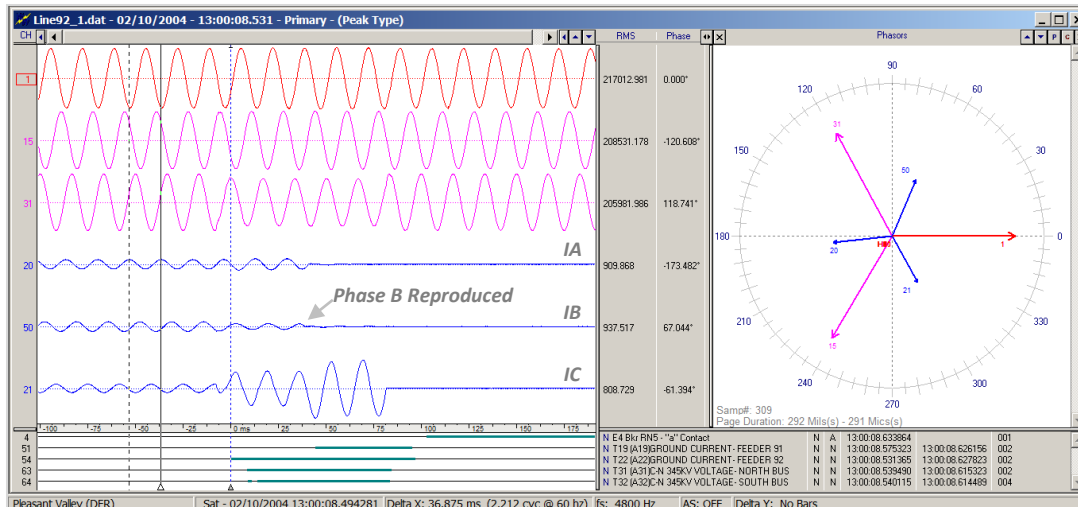 Line92_1.dat - 02/10/2004 - 13:00:08.531 - Primary - (Peak Type)
CH RMS Phase Phasors P C
1 217012.981 0.000°
15 208531.178 -120.608°
31 205981.986 118.741°
IA
20 909.868 -173.482°
Phase B Reproduced
IB
50 937.517 67.044°
IC
21 808.729 -61.394°
-100 -75 -50 -25 0 ms 25 50 75 100 125 150 175
4
51
54
63
64
90
120 60
31
50
150 30
180 0
20 1
21
210 330
15
240 300
270
Samp#: 309
Page Duration: 292 Mils(s) - 291 Mics(s)
N E4 Bkr RN5 - "a" Contact N A 13:00:08.633864 001
N T19 (A19)GROUND CURRENT- FEEDER 91 N N 13:00:08.575323 13:00:08.626156 002
N T22 (A22)GROUND CURRENT- FEEDER 92 N N 13:00:08.531365 13:00:08.627823 002
N T31 (A31)C-N 345KV VOLTAGE- NORTH BUS N N 13:00:08.539490 13:00:08.615323 004
N T32 (A32)C-N 345KV VOLTAGE- SOUTH BUS N N 13:00:08.540115 13:00:08.614489 004
Pleasant Valley (DFR) Sat - 02/10/2004 13:00:08.494281 Delta X: 36.875 ms (2.212 cyc @ 60 hz) fs: 4800 Hz AS: OFF Delta Y: No Bars